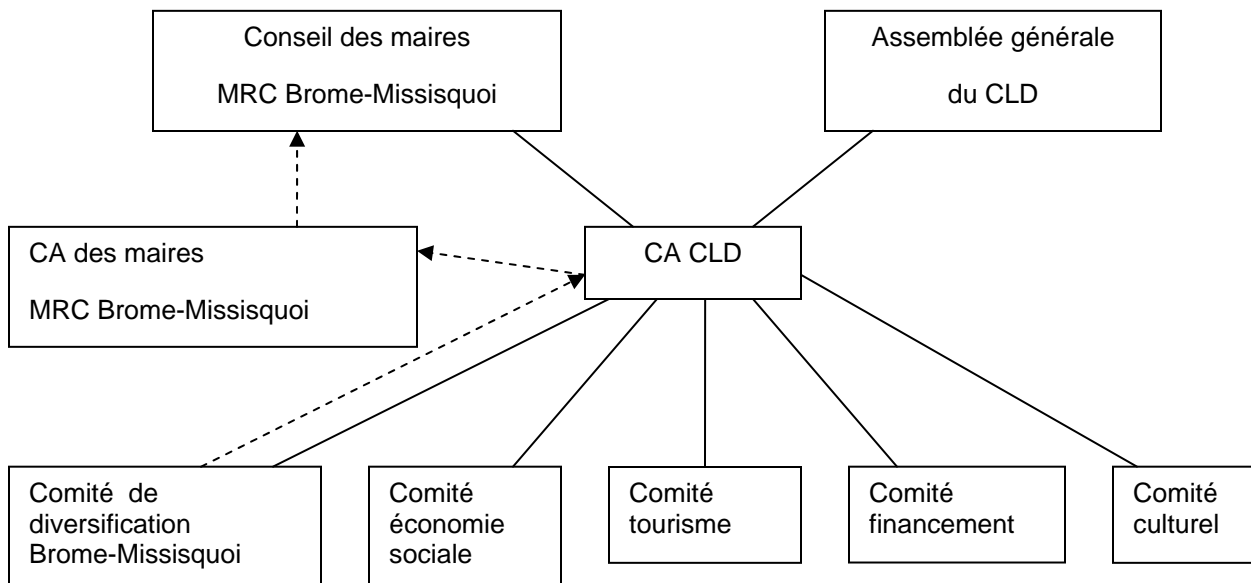 Conseil des maires
MRC Brome-Missisquoi
Assemblée générale
du CLD
CA des maires
MRC Brome-Missisquoi
CA CLD
Comité de
diversification
Brome-Missisquoi
Comité
économie
sociale
Comité
tourisme
Comité
financement
Comité
culturel